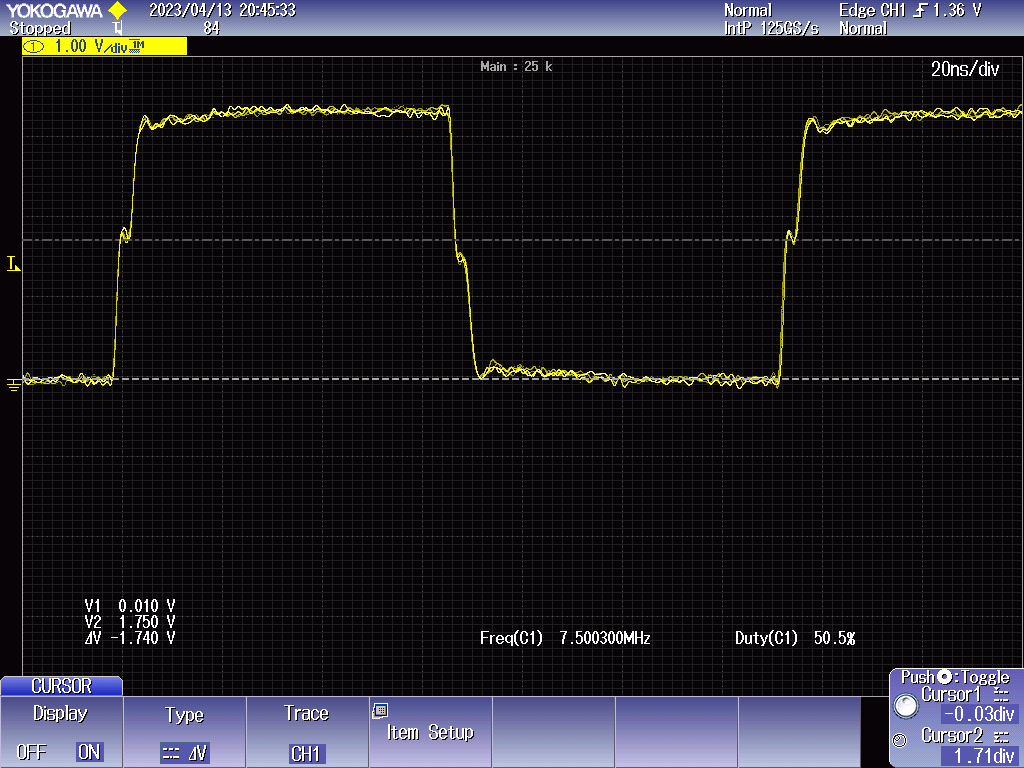 YOKOGAWA 2023/04/13 20:45:33 Normal Edge CH1 1.36 V
Stopped 84 IntP 125GS/s Normal
1 1.00 V/div 1M
Main : 25 k
20ns/div
T
V1 0.010 V
V2 1.750 V
ΔV -1.740 V
Freq(C1) 7.500300MHz Duty(C1) 50.5%
CURSOR
Push :Toggle
Cursor1
-0.03div
Cursor2
1.71div
Display
OFF ON
Type
ΔV
Trace
CH1
Item Setup